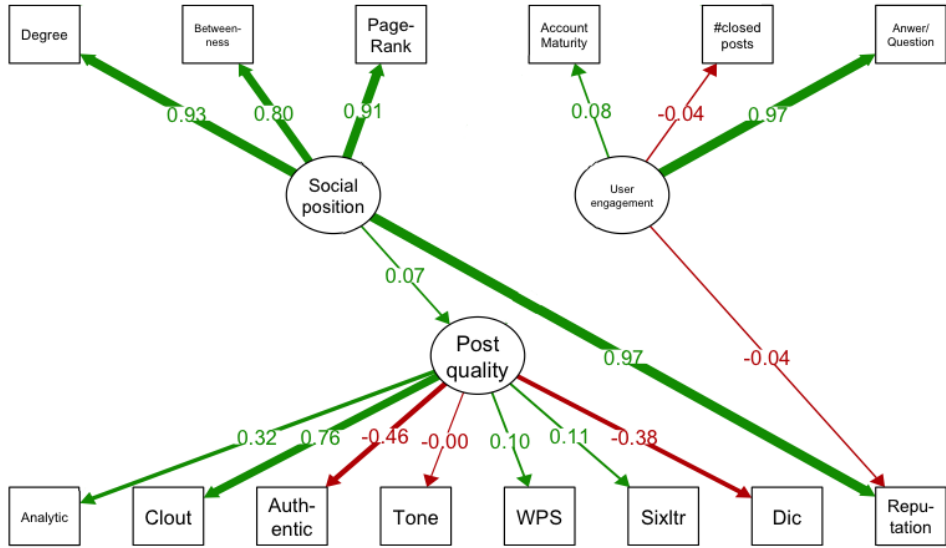 Degree
Between-
ness
Page-
Rank
Account
Maturity
#closed
posts
Anwer/
Question
0.93
0.80
0.91
0.08
-0.04
0.97
Social
position
User
engagement
0.07
Post
quality
0.97
-0.04
0.32
0.76
-0.46
-0.00
0.10
0.11
-0.38
Analytic
Clout
Auth-
entic
Tone
WPS
Sixltr
Dic
Repu-
tation